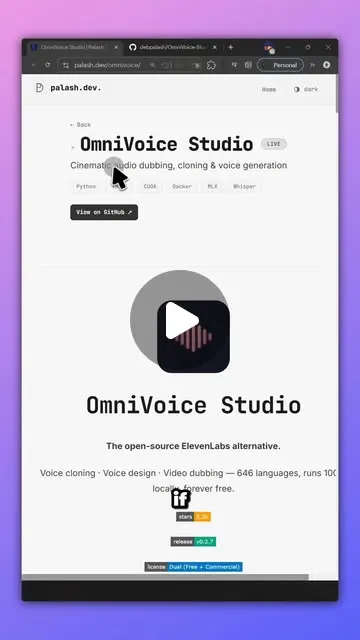 OmniVoice Studio | Palash
debpalash/OmniVoice-Stu
palash.dev/omnivoice/
Personal
palash.dev.
Home
dark
← Back
OmniVoice Studio
LIVE
Cinematic audio dubbing, cloning & voice generation
Python
CUDA
Docker
MLX
Whisper
View on GitHub ↗
OmniVoice Studio
The open-source ElevenLabs alternative.
Voice cloning · Voice design · Video dubbing — 646 languages, runs 100
locally, forever free.
if
stars
release v0.2.7
license Dual (Free + Commercial)